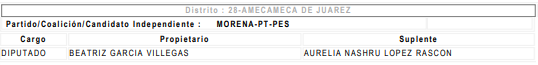 Distrito : 28-AMECAMECA DE JUAREZ
Partido/Coalición/Candidato Independiente : MORENA-PT-PES
Cargo Propietario Suplente
DIPUTADO BEATRIZ GARCIA VILLEGAS AURELIA NASHRU LOPEZ RASCON